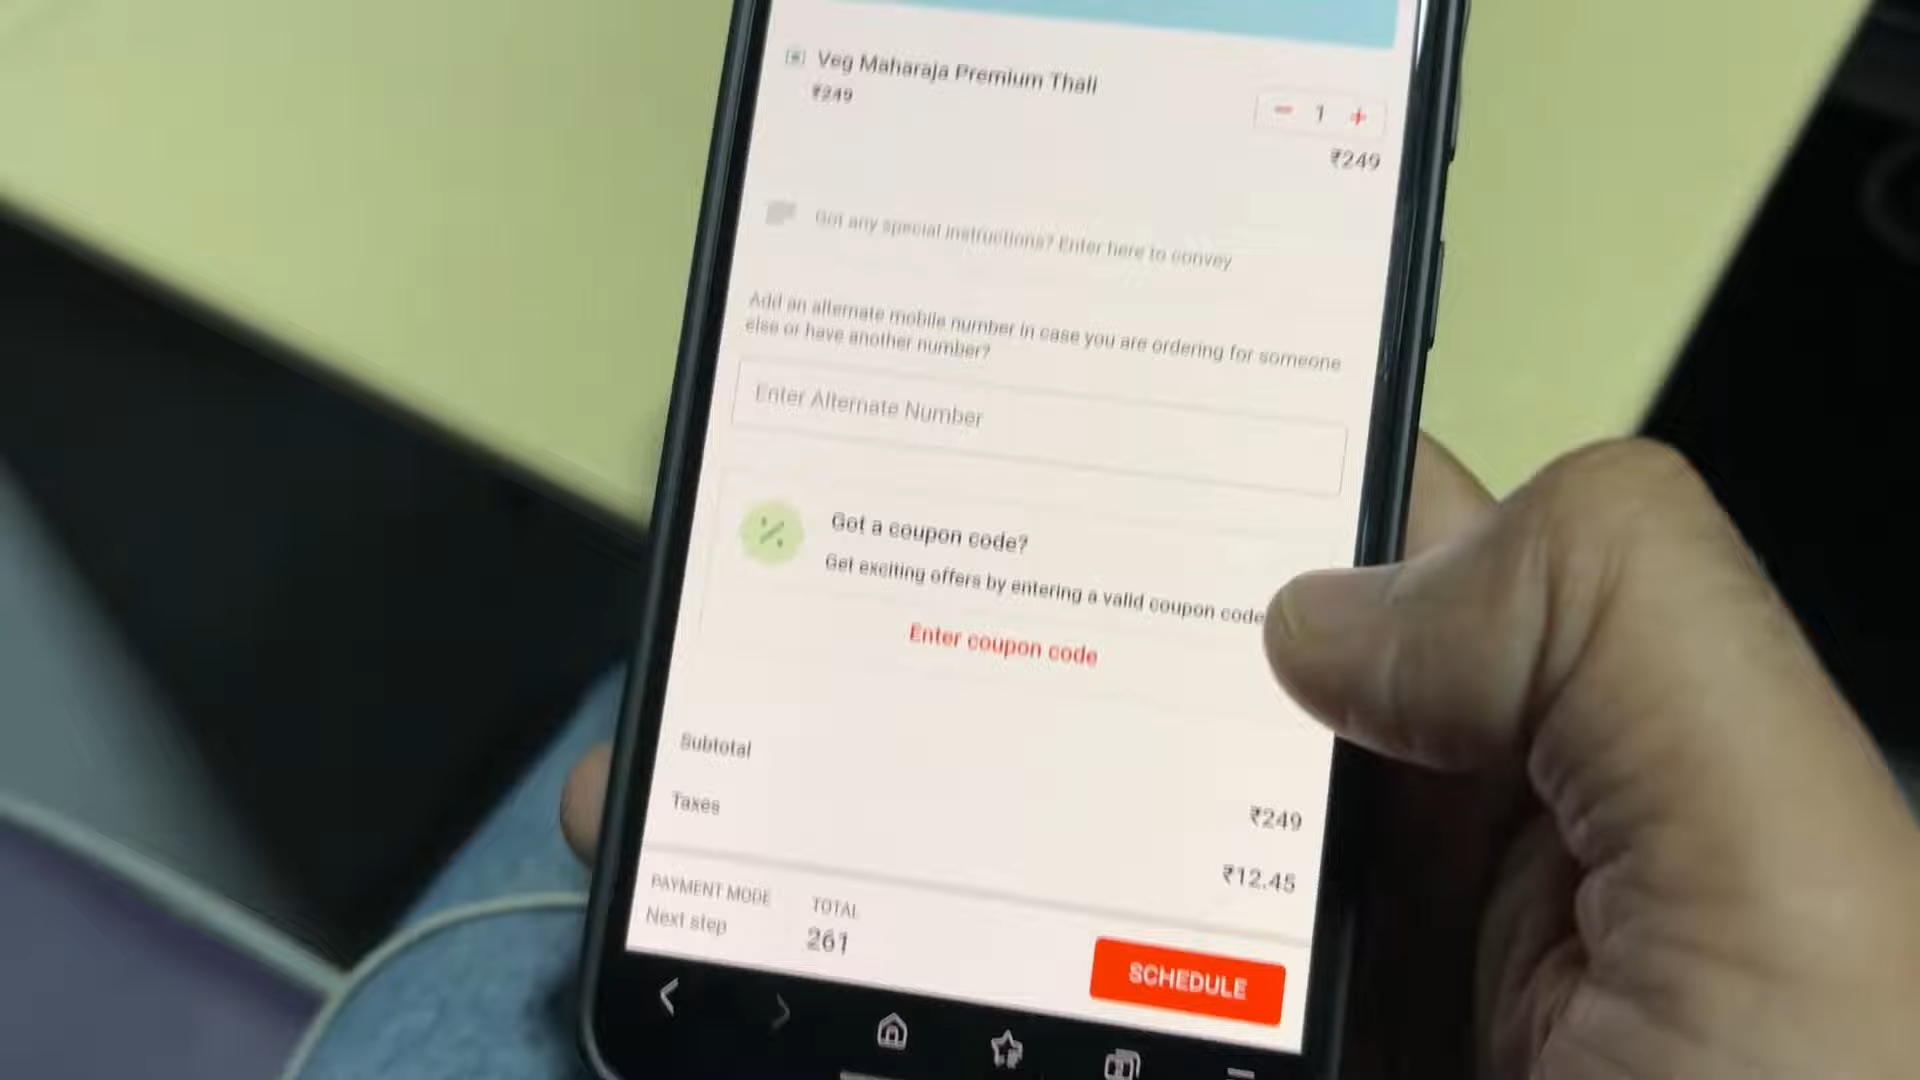 Veg Maharaja Premium Thali
₹249
− 1 +
₹249
Got any special instructions? Enter here to convey
Add an alternate mobile number in case you are ordering for someone
else or have another number?
Enter Alternate Number
Got a coupon code?
Get exciting offers by entering a valid coupon code
Enter coupon code
Subtotal
₹249
Taxes
₹12.45
PAYMENT MODE
Next step
TOTAL
261
SCHEDULE